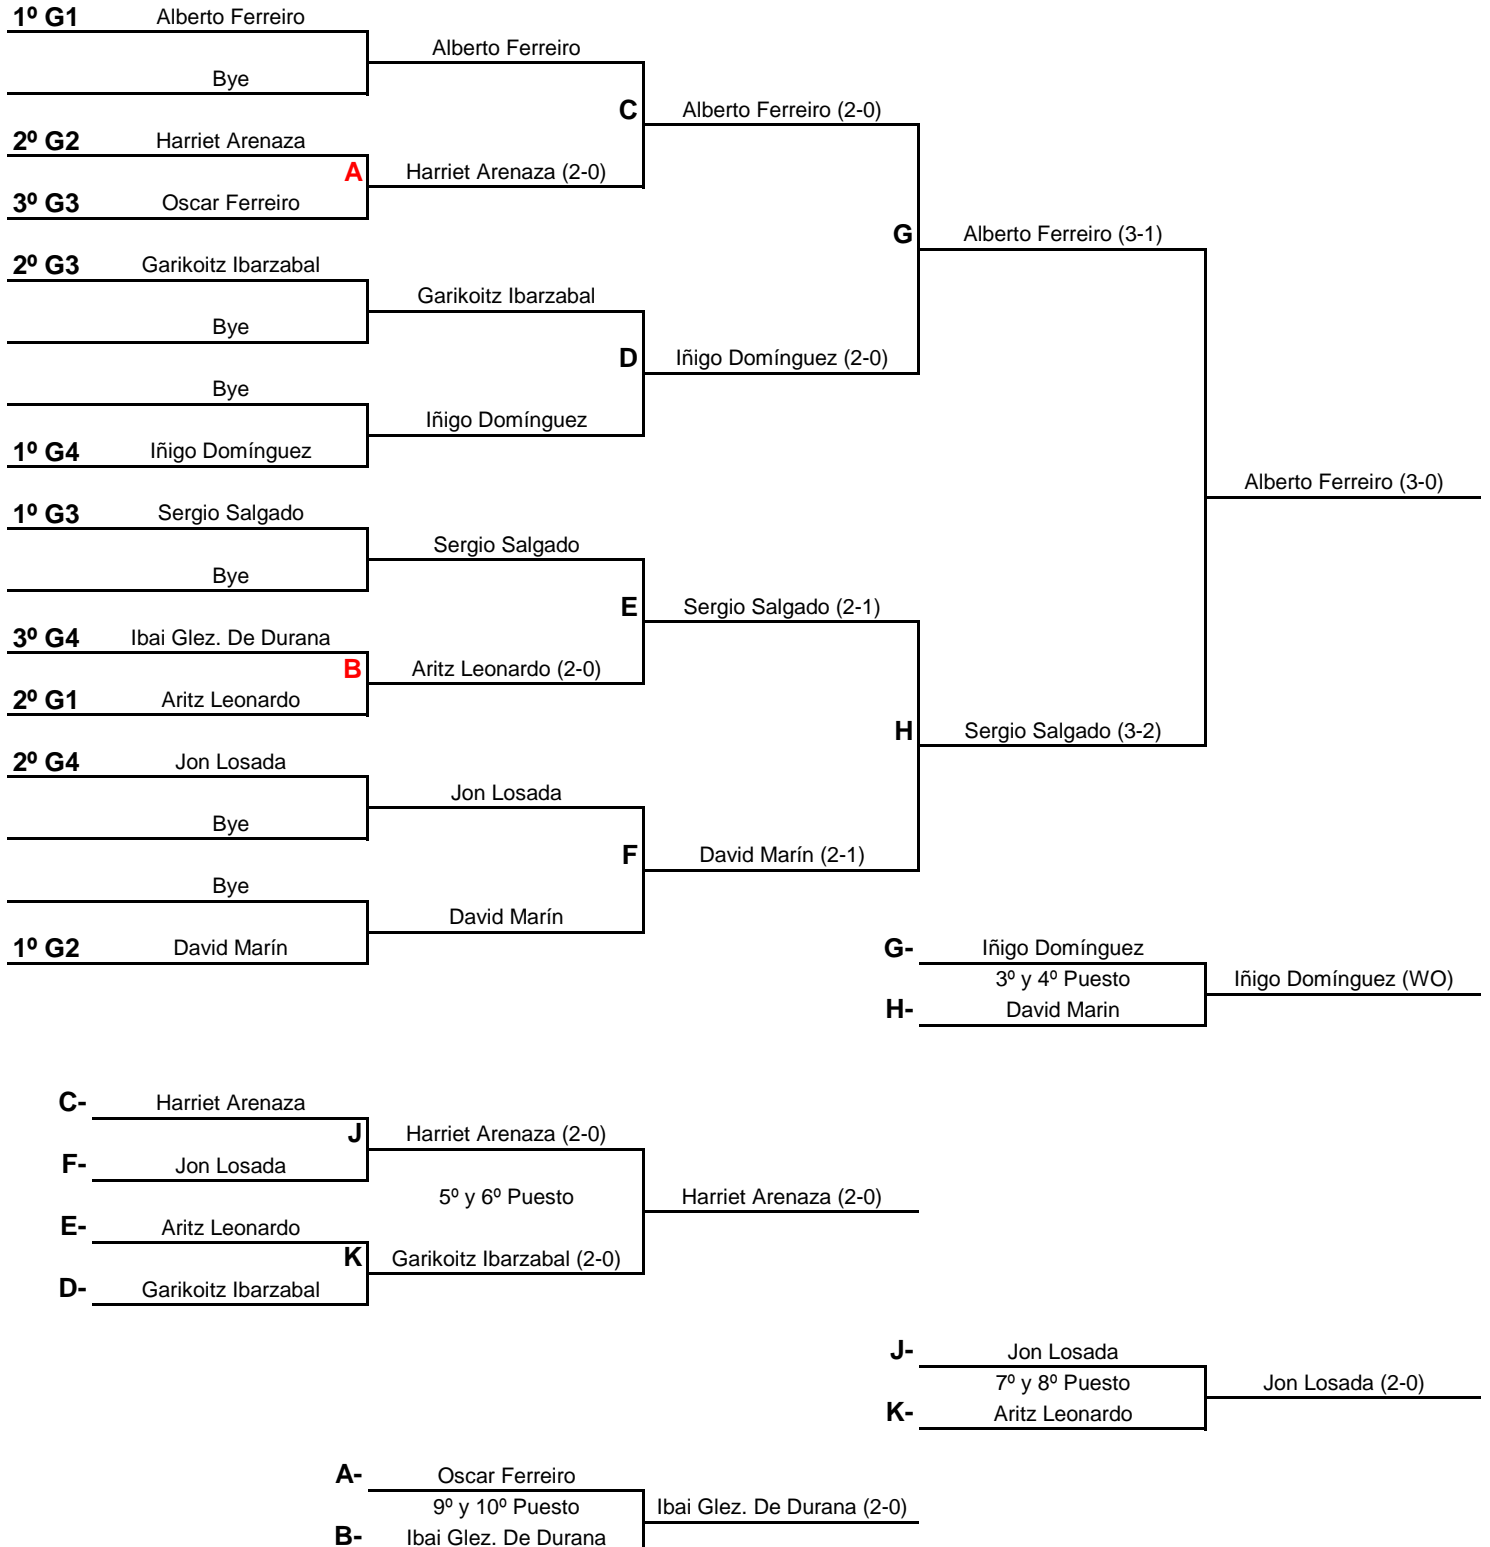 1º G1 Alberto Ferreiro
Alberto Ferreiro
Bye
C Alberto Ferreiro (2-0)
2º G2 Harriet Arenaza
A Harriet Arenaza (2-0)
3º G3 Oscar Ferreiro
G Alberto Ferreiro (3-1)
2º G3 Garikoitz Ibarzabal
Garikoitz Ibarzabal
Bye
D Iñigo Domínguez (2-0)
Bye
Iñigo Domínguez
1º G4 Iñigo Domínguez
Alberto Ferreiro (3-0)
1º G3 Sergio Salgado
Sergio Salgado
Bye
E Sergio Salgado (2-1)
3º G4 Ibai Glez. De Durana
B Aritz Leonardo (2-0)
2º G1 Aritz Leonardo
H Sergio Salgado (3-2)
2º G4 Jon Losada
Jon Losada
Bye
F David Marín (2-1)
Bye
David Marín
1º G2 David Marín
G- Iñigo Domínguez
3º y 4º Puesto Iñigo Domínguez (WO)
H- David Marin
C- Harriet Arenaza
J Harriet Arenaza (2-0)
F- Jon Losada
5º y 6º Puesto Harriet Arenaza (2-0)
E- Aritz Leonardo
K Garikoitz Ibarzabal (2-0)
D- Garikoitz Ibarzabal
J- Jon Losada
7º y 8º Puesto Jon Losada (2-0)
K- Aritz Leonardo
A- Oscar Ferreiro
9º y 10º Puesto Ibai Glez. De Durana (2-0)
B- Ibai Glez. De Durana